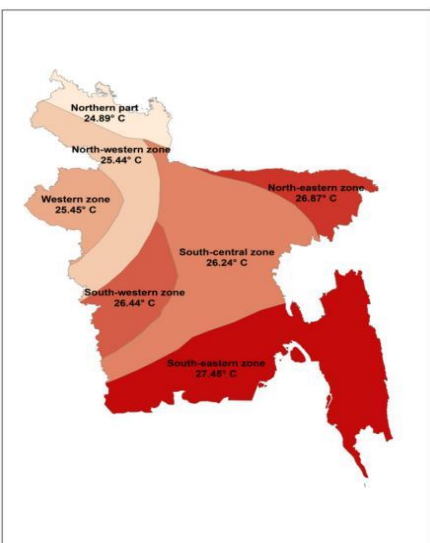 Northern part
24.89° C
North-western zone
25.44° C
Western zone
25.45° C
North-eastern zone
26.87° C
South-central zone
26.24° C
South-western zone
26.44° C
South-eastern zone
27.45° C